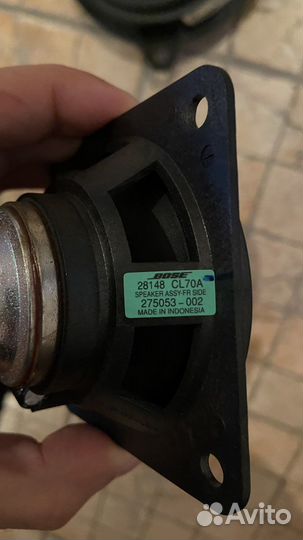 BOSE
28148 CL70A
SPEAKER ASSY-FR SIDE
275053-002
MADE IN INDONESIA
Avito